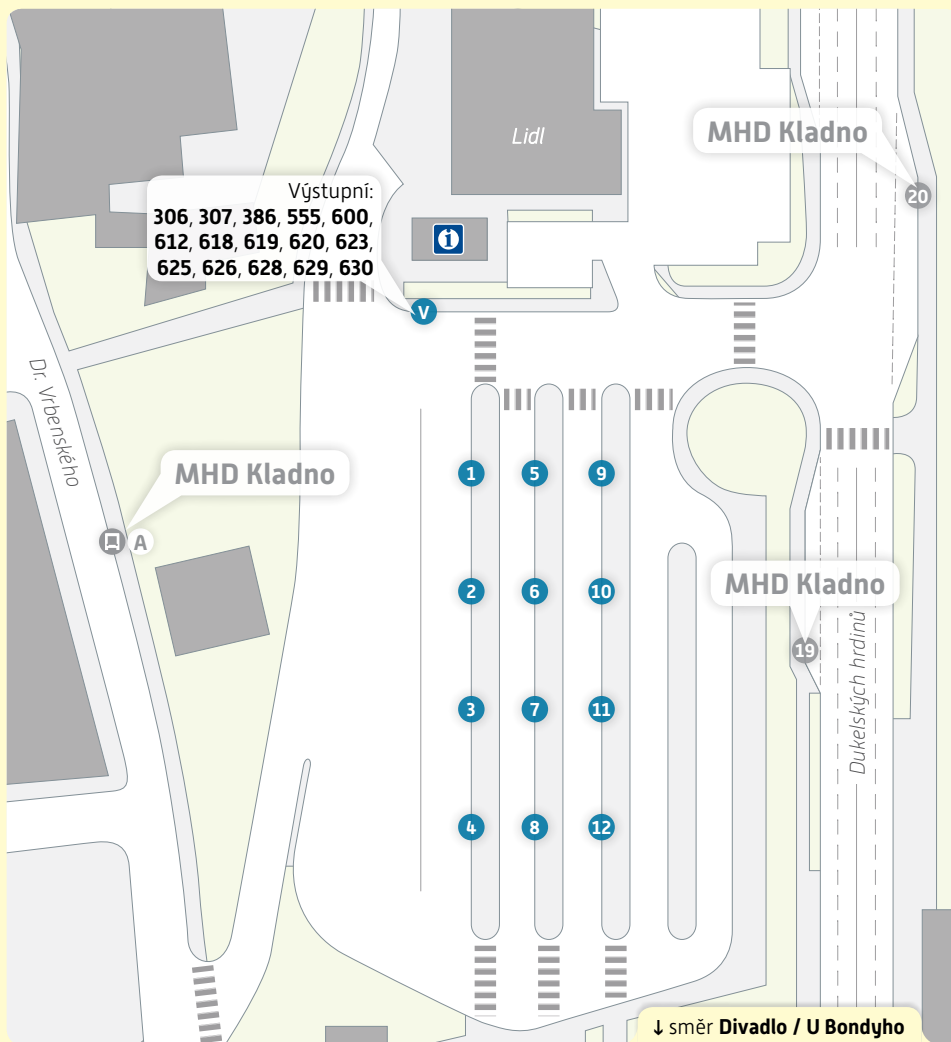 Lidl
MHD Kladno
20
Výstupní:
306, 307, 386, 555, 600,
612, 618, 619, 620, 623,
625, 626, 628, 629, 630
i
V
Dr. Vrbenského
MHD Kladno
A
1
5
9
2
6
10
MHD Kladno
19
3
7
11
Dukelských hrdinů
4
8
12
↓ směr Divadlo / U Bondyho